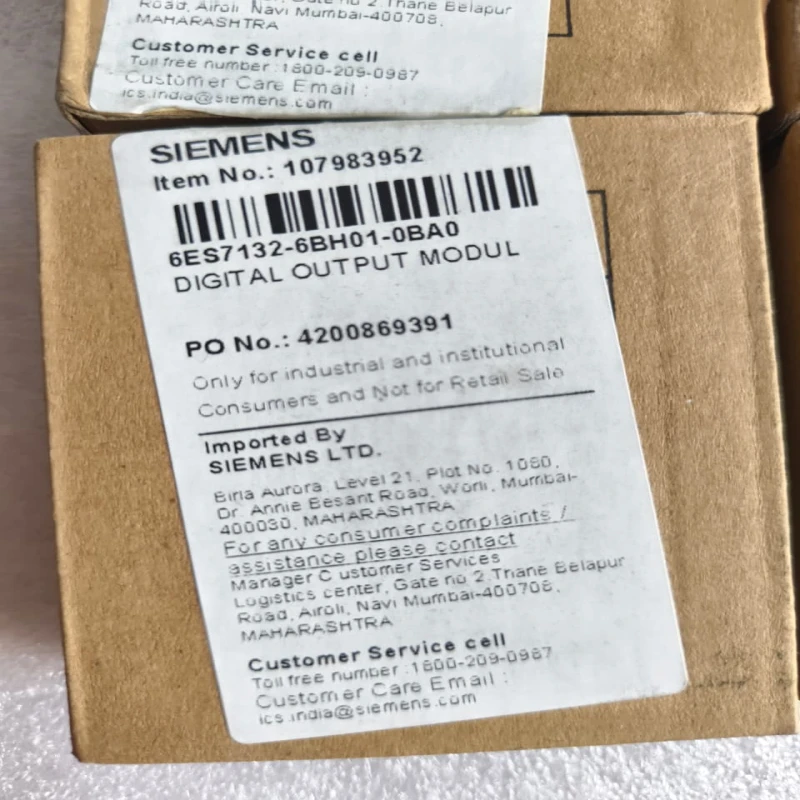 Road, Airoli, Navi Mumbai-400708,
MAHARASHTRA
Customer Service cell
Toll free number :1800-209-0987
Customer Care Email :
ics.india@siemens.com
SIEMENS
Item No.: 107983952
6ES7132-6BH01-0BA0
DIGITAL OUTPUT MODUL
PO No.: 4200869391
Only for industrial and institutional
Consumers and Not for Retail Sale
Imported By
SIEMENS LTD.
Birla Aurora, Level 21, Plot No. 1080,
Dr. Annie Besant Road, Worli, Mumbai-
400030, MAHARASHTRA
For any consumer complaints /
assistance please contact
Manager C ustomer Services
Logistics center, Gate no 2,Thane Belapur
Road, Airoli, Navi Mumbai-400708,
MAHARASHTRA
Customer Service cell
Toll free number :1800-209-0987
Customer Care Email :
ics.india@siemens.com